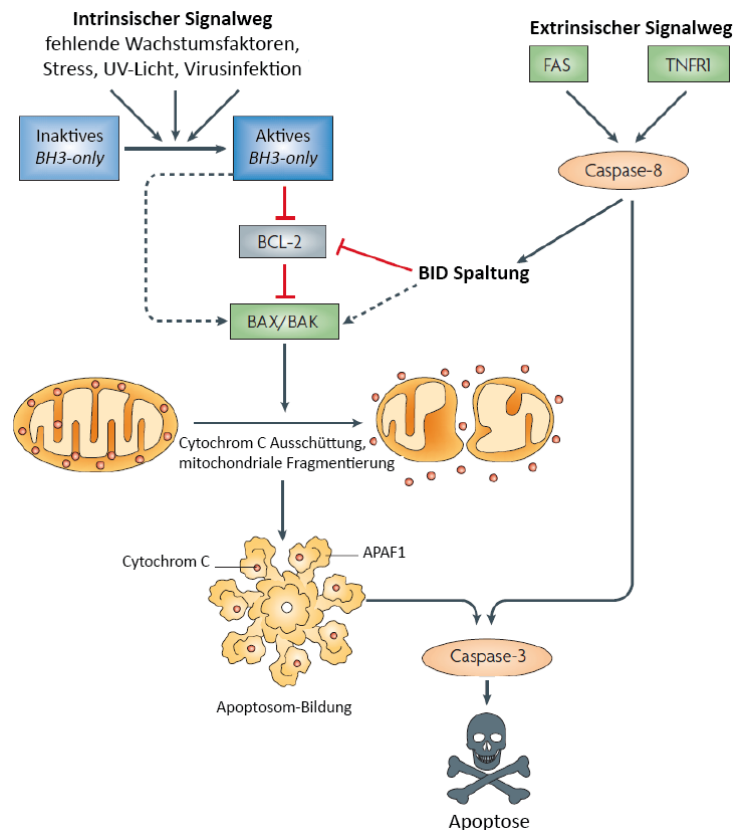 Intrinsischer Signalweg
fehlende Wachstumsfaktoren,
Stress, UV-Licht, Virusinfektion
Extrinsischer Signalweg
FAS
TNFR1
Inaktives
BH3-only
Aktives
BH3-only
Caspase-8
BCL-2
BID Spaltung
BAX/BAK
Cytochrom C Ausschüttung,
mitochondriale Fragmentierung
Cytochrom C
APAF1
Caspase-3
Apoptosom-Bildung
Apoptose